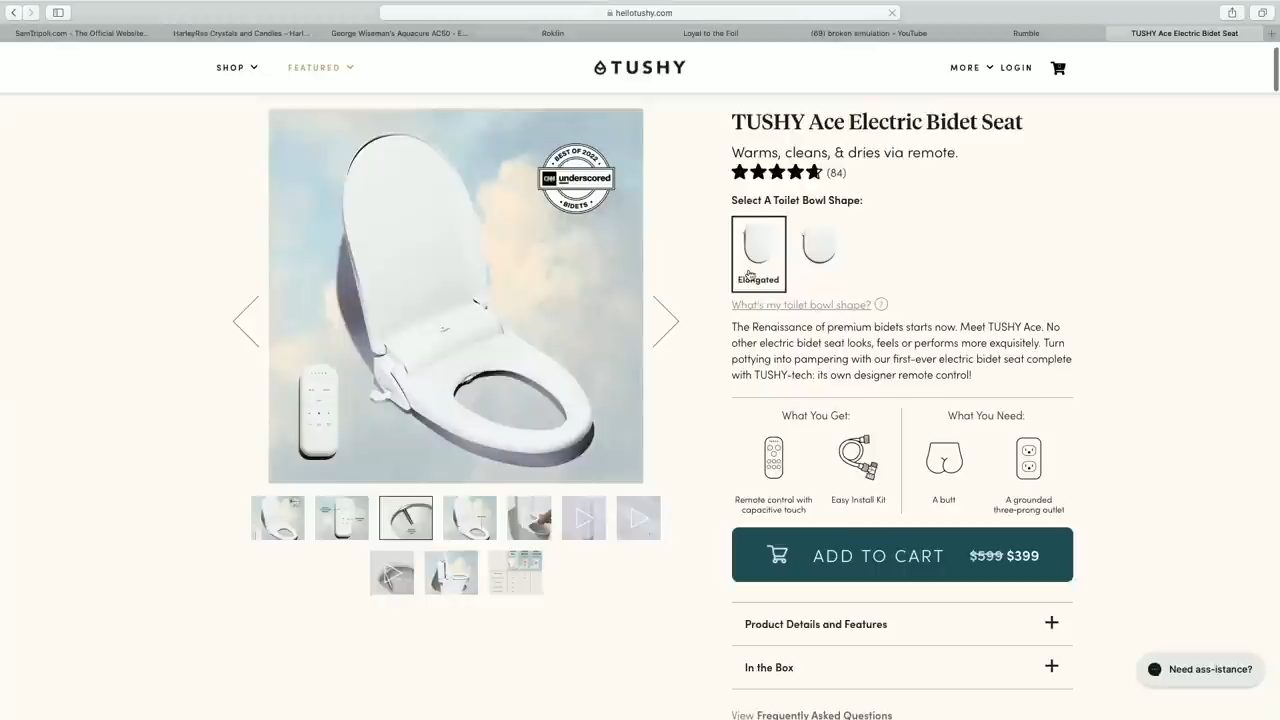 hellotushy.com
SamTripoli.com - The Official Website...
HarleyRee Crystals and Candles – Harl...
George Wiseman's Aquacure AC50 - E...
Rokfin
Loyal to the Foil
(69) broken simulation - YouTube
Rumble
TUSHY Ace Electric Bidet Seat
SHOP
FEATURED
TUSHY
MORE
LOGIN
BEST OF 2022
CNN underscored
BIDETS
TUSHY Ace Electric Bidet Seat
Warms, cleans, & dries via remote.
(84)
Select A Toilet Bowl Shape:
Elongated
What's my toilet bowl shape? ?
The Renaissance of premium bidets starts now. Meet TUSHY Ace. No
other electric bidet seat looks, feels or performs more exquisitely. Turn
pottying into pampering with our first-ever electric bidet seat complete
with TUSHY-tech: its own designer remote control!
What You Get:
What You Need:
Remote control with
capacitive touch
Easy Install Kit
A butt
A grounded
three-prong outlet
ADD TO CART $599 $399
Product Details and Features
In the Box
View Frequently Asked Questions
Need ass-istance?